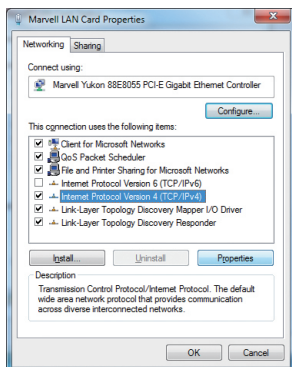 Marvell LAN Card Properties
Networking Sharing
Connect using:
Marvell Yukon 88E8055 PCI-E Gigabit Ethernet Controller
Configure...
This connection uses the following items:
Client for Microsoft Networks
QoS Packet Scheduler
File and Printer Sharing for Microsoft Networks
Internet Protocol Version 6 (TCP/IPv6)
Internet Protocol Version 4 (TCP/IPv4)
Link-Layer Topology Discovery Mapper I/O Driver
Link-Layer Topology Discovery Responder
Install... Uninstall Properties
Description
Transmission Control Protocol/Internet Protocol. The default
wide area network protocol that provides communication
across diverse interconnected networks.
OK Cancel